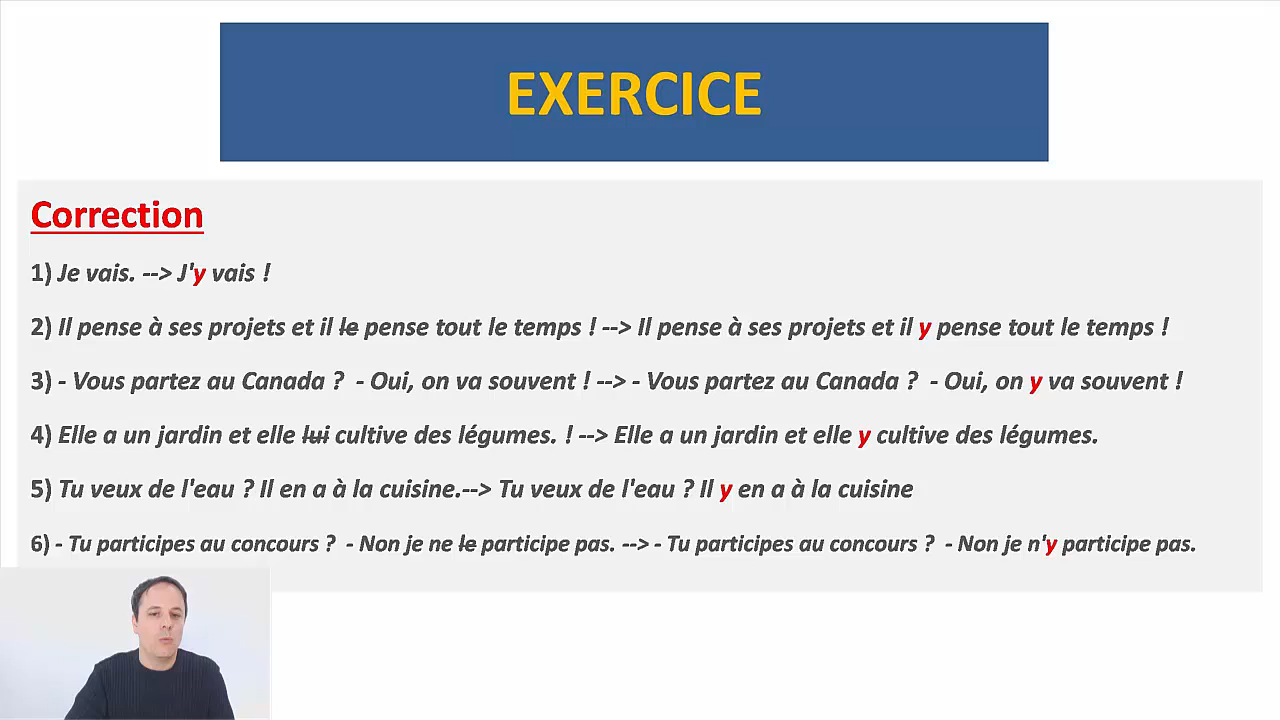 EXERCICE
Correction
1) Je vais. --> J'y vais !
2) Il pense à ses projets et il le pense tout le temps ! --> Il pense à ses projets et il y pense tout le temps !
3) - Vous partez au Canada ?  - Oui, on va souvent ! --> - Vous partez au Canada ?  - Oui, on y va souvent !
4) Elle a un jardin et elle lui cultive des légumes. ! --> Elle a un jardin et elle y cultive des légumes.
5) Tu veux de l'eau ? Il en a à la cuisine.--> Tu veux de l'eau ? Il y en a à la cuisine
6) - Tu participes au concours ?  - Non je ne le participe pas. --> - Tu participes au concours ?  - Non je n'y participe pas.